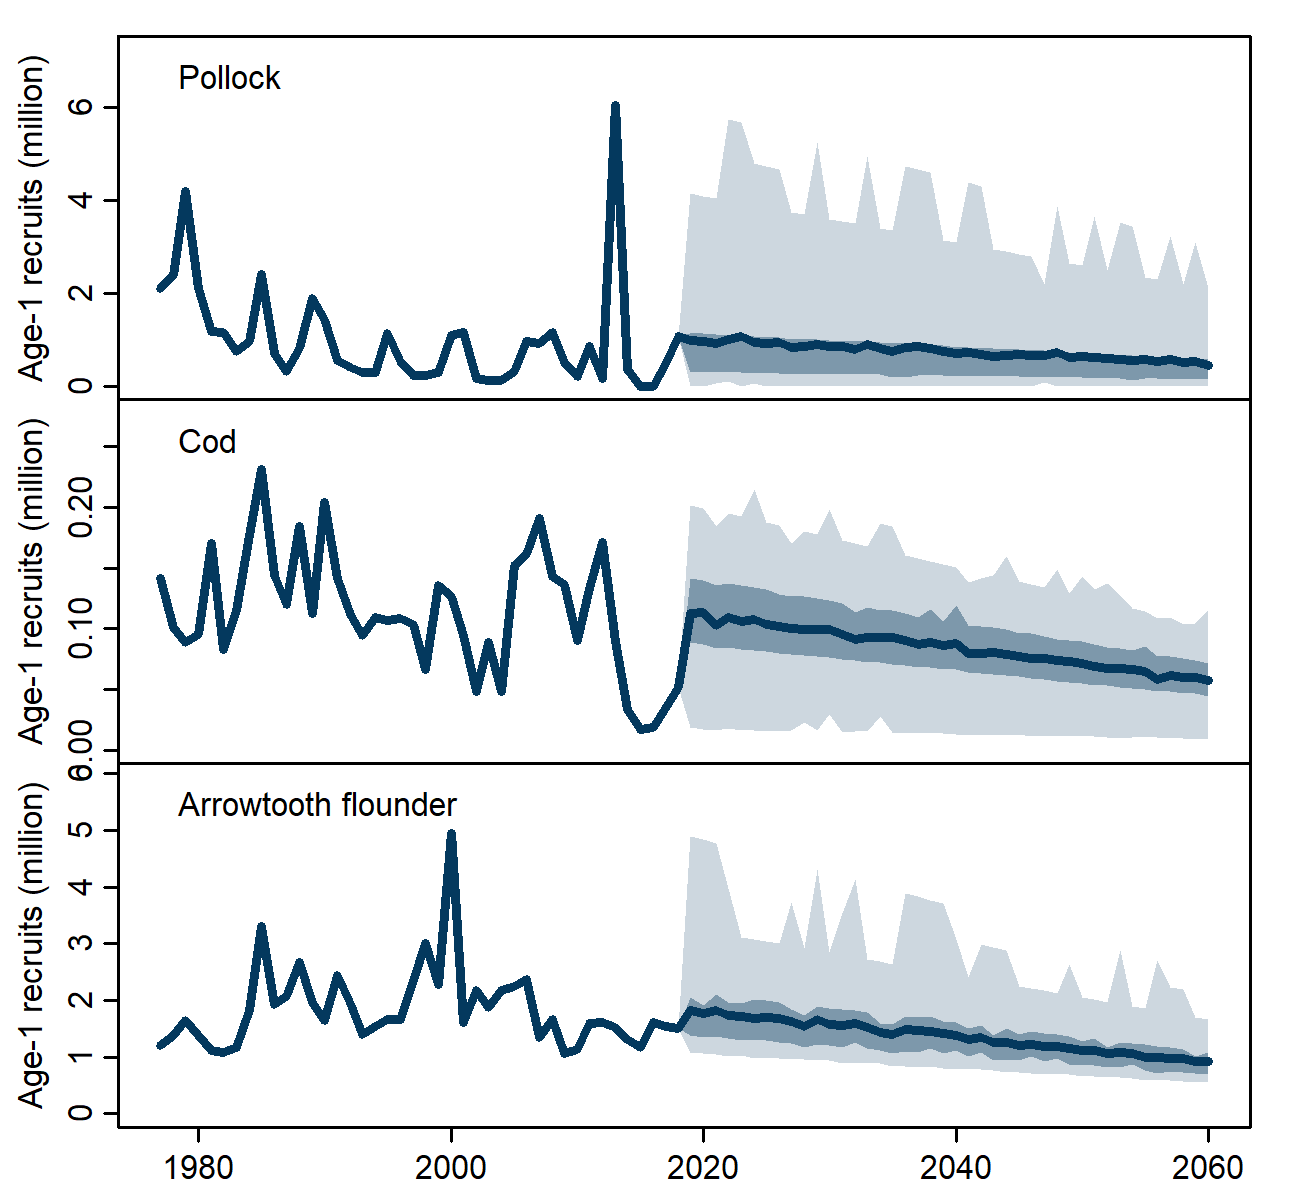 Pollock
Age-1 recruits (million)
6
4
2
0
Cod
Age-1 recruits (million)
0.20
0.10
0.00
Arrowtooth flounder
Age-1 recruits (million)
6
5
4
3
2
1
0
1980 2000 2020 2040 2060